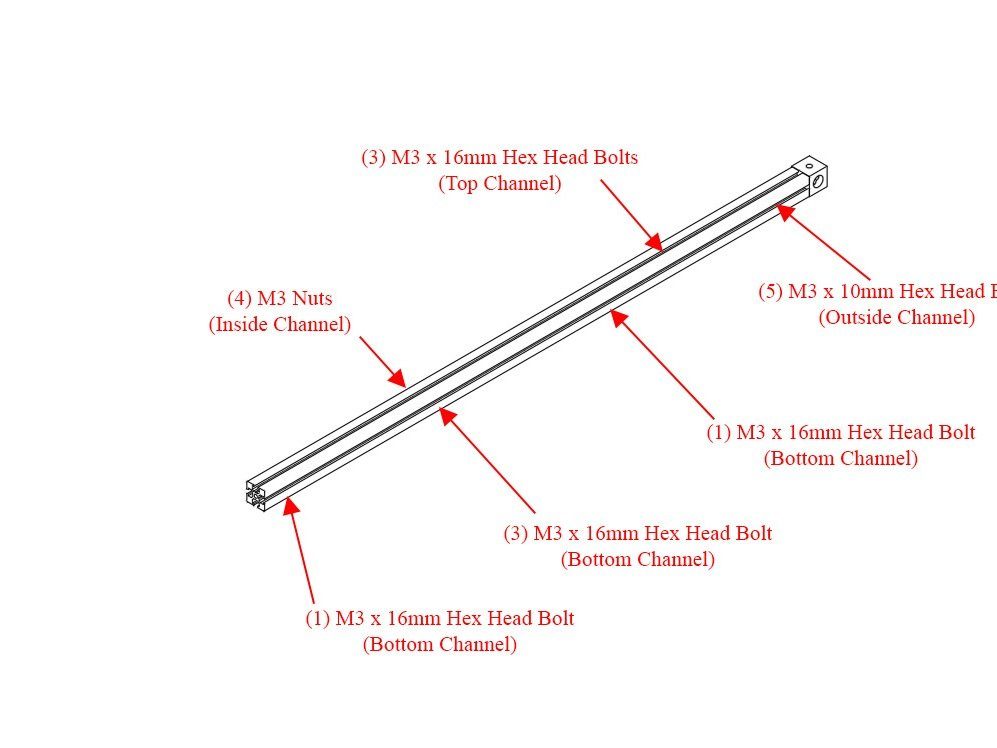 (3) M3 x 16mm Hex Head Bolts
(Top Channel)
(4) M3 Nuts
(Inside Channel)
(5) M3 x 10mm Hex Head
(Outside Channel)
(1) M3 x 16mm Hex Head Bolt
(Bottom Channel)
(3) M3 x 16mm Hex Head Bolt
(Bottom Channel)
(1) M3 x 16mm Hex Head Bolt
(Bottom Channel)